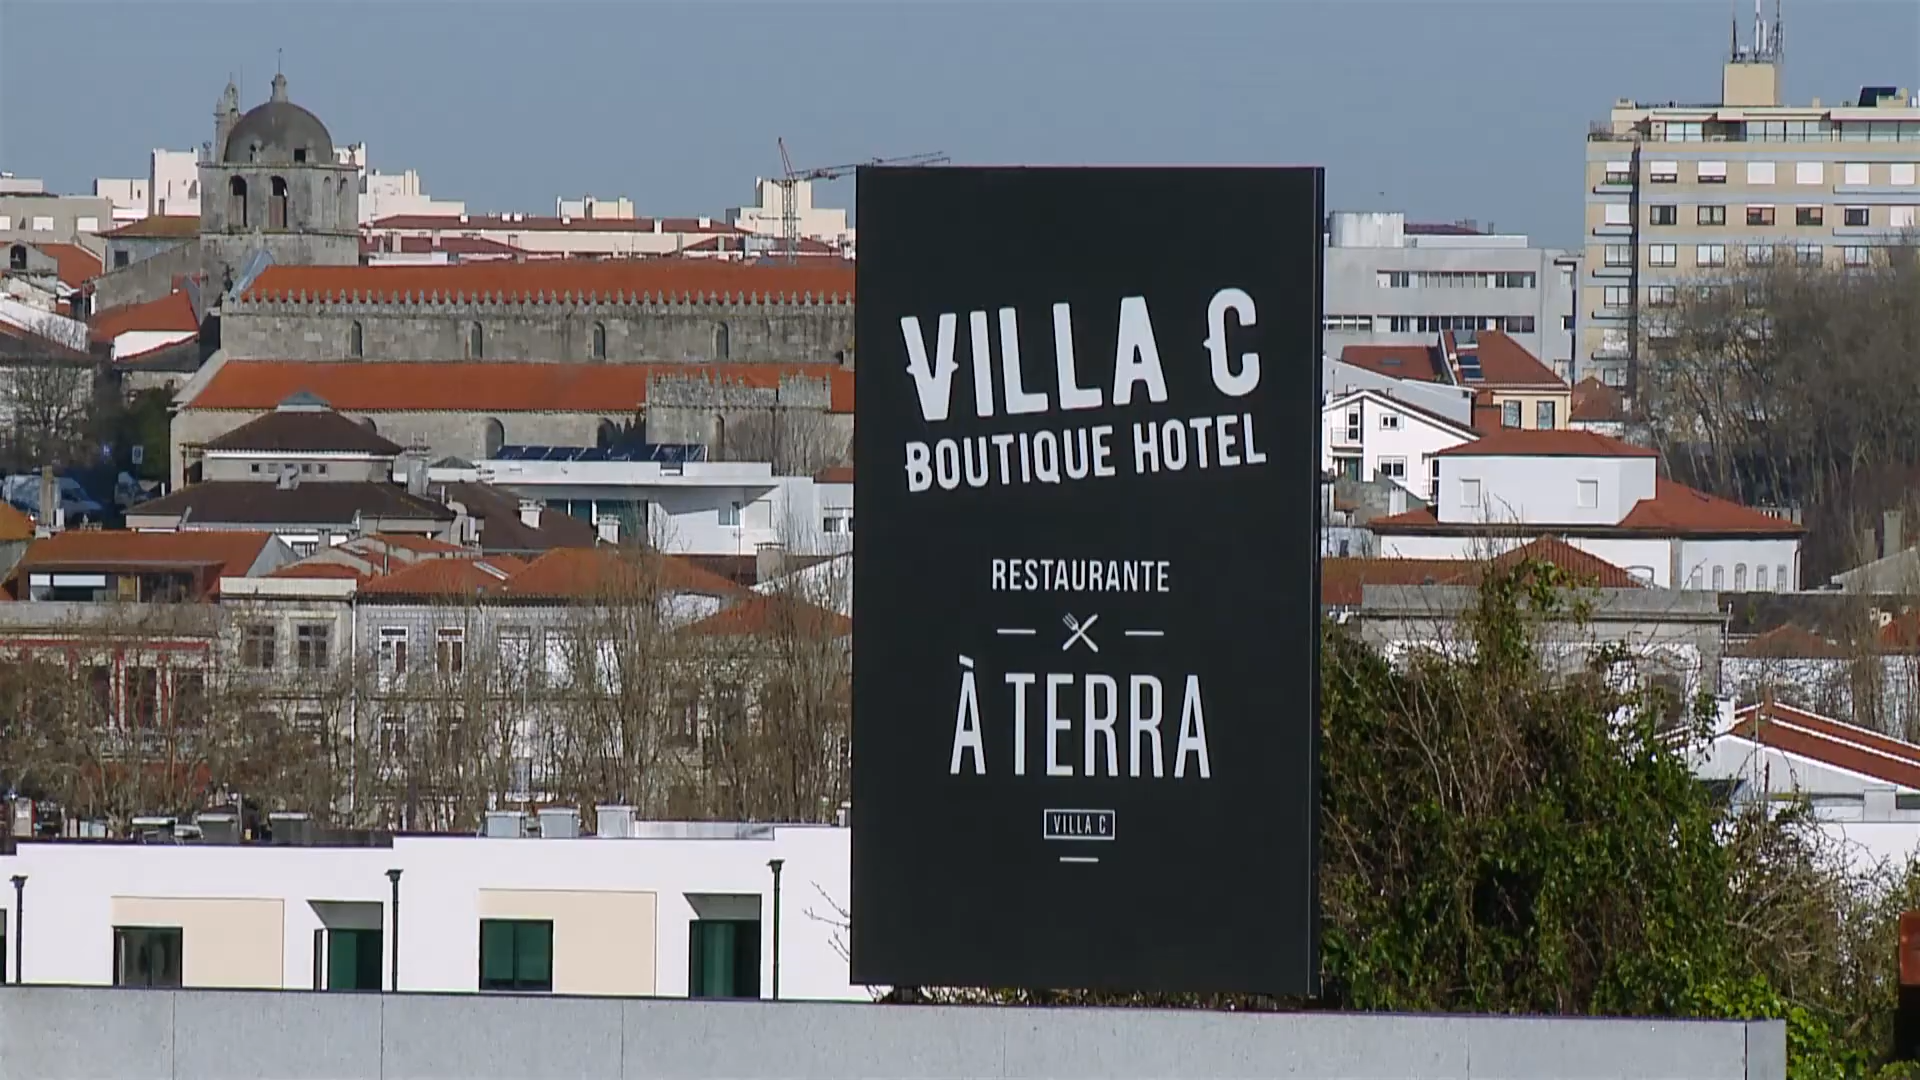 VILLA C
BOUTIQUE HOTEL
RESTAURANTE
À TERRA
VILLA C